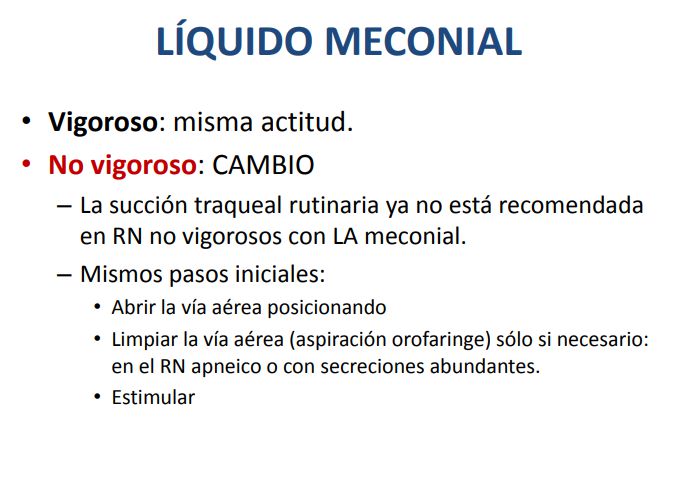 LÍQUIDO MECONIAL
• Vigoroso: misma actitud.
• No vigoroso: CAMBIO
– La succión traqueal rutinaria ya no está recomendada
en RN no vigorosos con LA meconial.
– Mismos pasos iniciales:
• Abrir la vía aérea posicionando
• Limpiar la vía aérea (aspiración orofaringe) sólo si necesario:
en el RN apneico o con secreciones abundantes.
• Estimular